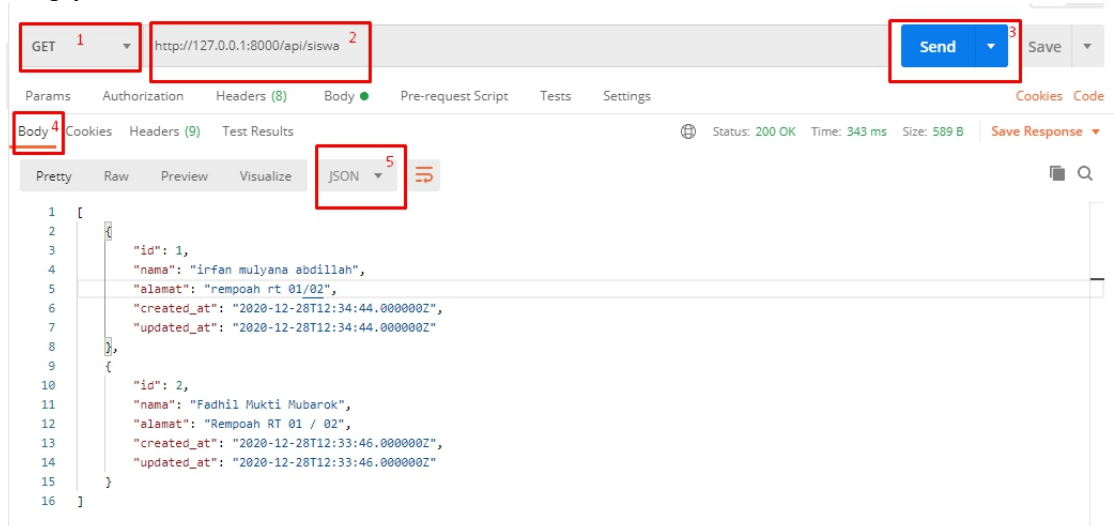 GET 1 http://127.0.0.1:8000/api/siswa 2 Send 3 Save
Params Authorization Headers (8) Body Pre-request Script Tests Settings Cookies Code
Body 4 Cookies Headers (9) Test Results Status: 200 OK Time: 343 ms Size: 589 B Save Response
Pretty Raw Preview Visualize JSON 5
1 [
2 {
3 "id": 1,
4 "nama": "irfan mulyana abdillah",
5 "alamat": "rempoah rt 01/02",
6 "created_at": "2020-12-28T12:34:44.000000Z",
7 "updated_at": "2020-12-28T12:34:44.000000Z"
8 },
9 {
10 "id": 2,
11 "nama": "Fadhil Mukti Mubarok",
12 "alamat": "Rempoah RT 01 / 02",
13 "created_at": "2020-12-28T12:33:46.000000Z",
14 "updated_at": "2020-12-28T12:33:46.000000Z"
15 }
16 ]